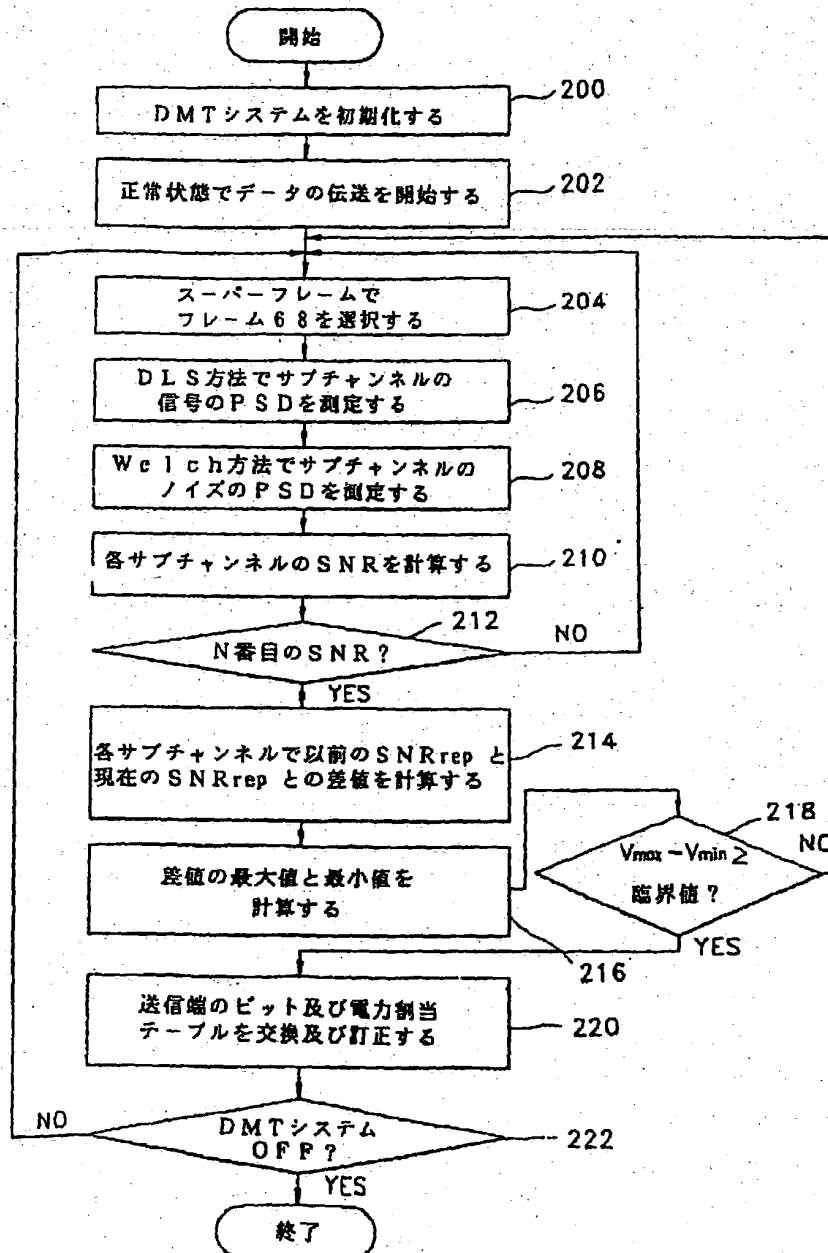 開始
DMTシステムを初期化する
200
正常状態でデータの伝送を開始する
202
スーパーフレームで
フレーム68を選択する
204
DLS方法でサブチャンネルの
信号のPSDを測定する
206
Welch方法でサブチャンネルの
ノイズのPSDを測定する
208
各サブチャンネルのSNRを計算する
210
N番目のSNR?
212
NO
YES
各サブチャンネルで以前のSNRrep と
現在のSNRrep との差値を計算する
214
差値の最大値と最小値を
計算する
216
Vmax-Vmin≥
臨界値?
218
NO
YES
送信端のビット及び電力割当
テーブルを交換及び訂正する
220
DMTシステム
OFF?
222
NO
YES
終了